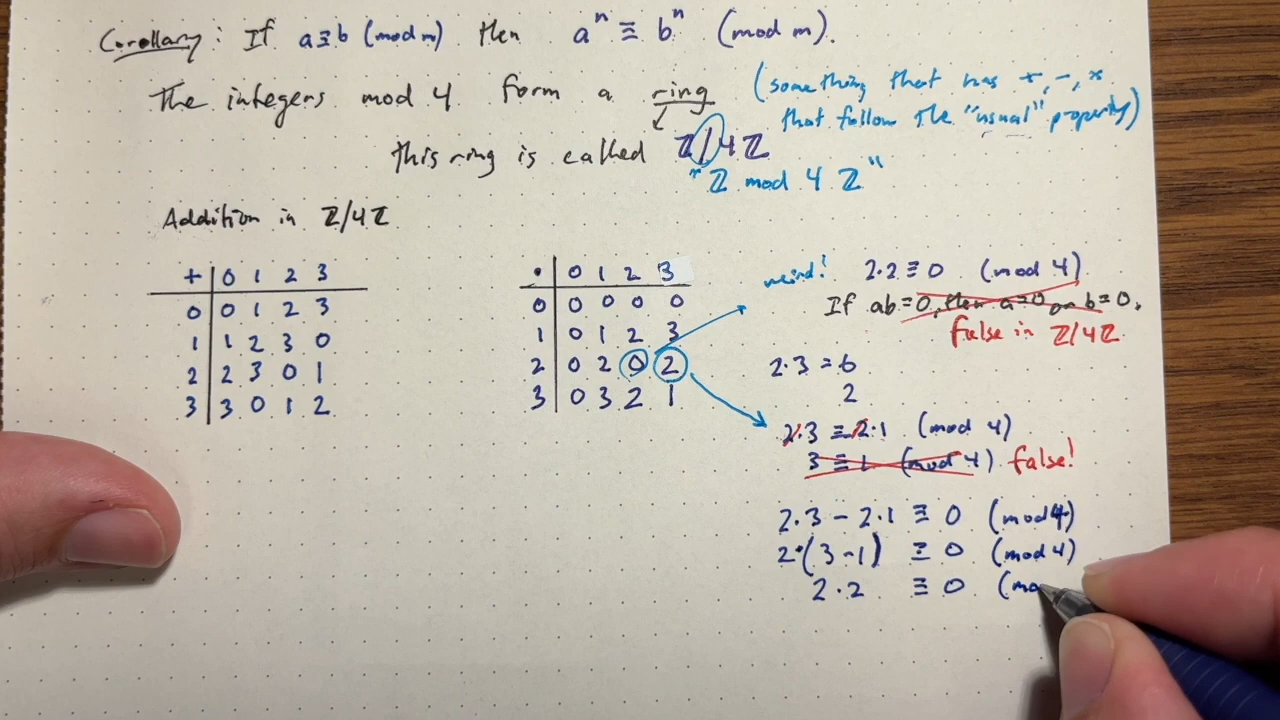 Corollary: If a≡b (mod m) then aⁿ ≡ bⁿ (mod m).
The integers mod 4 form a ring (something that has +, -, ×
that follow the "usual" property)
this ring is called ℤ/4ℤ
"ℤ mod 4 ℤ"
Addition in ℤ/4ℤ
+ 0 1 2 3
0 0 1 2 3
1 1 2 3 0
2 2 3 0 1
3 3 0 1 2
• 0 1 2 3
0 0 0 0 0
1 0 1 2 3
2 0 2 0 2
3 0 3 2 1
weird! 2·2 ≡ 0 (mod 4)
If ab=0, then a=0 or b=0.
false in ℤ/4ℤ
2·3 = 6
2
2·3 ≡ 2·1 (mod 4)
3 ≡ 1 (mod 4) false!
2·3 - 2·1 ≡ 0 (mod 4)
2·(3-1) ≡ 0 (mod 4)
2·2 ≡ 0 (mo